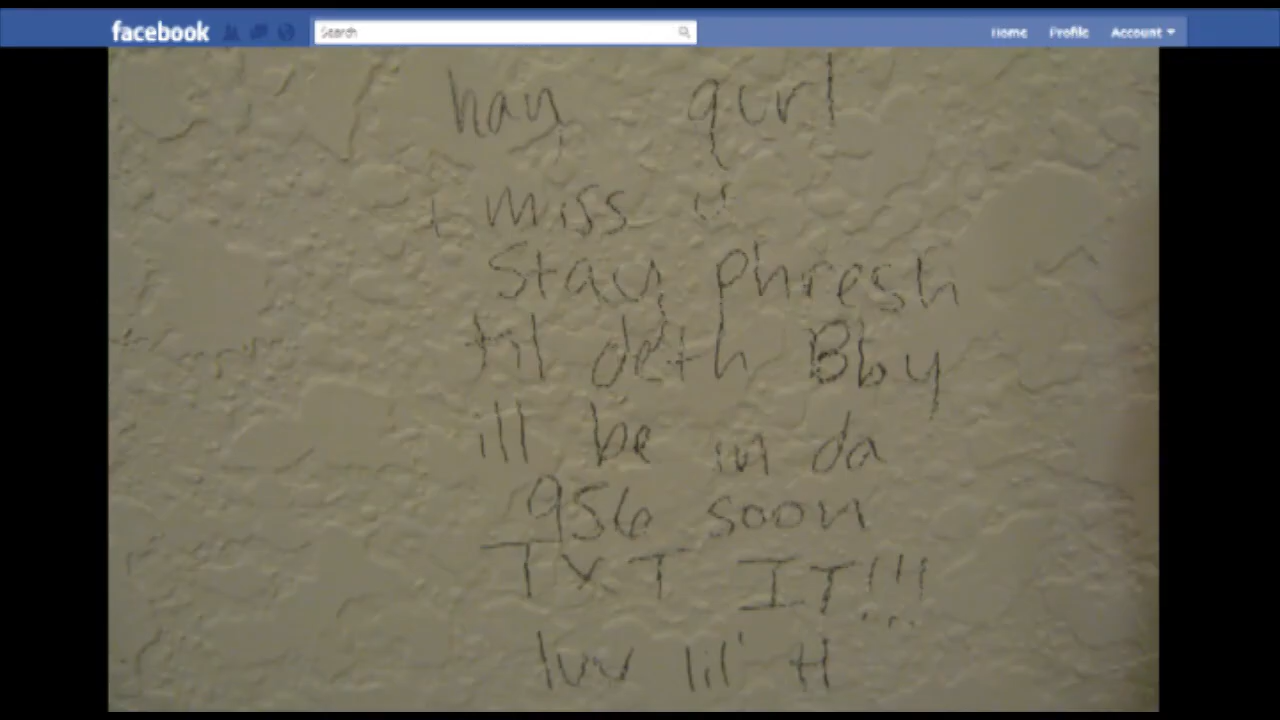 facebook Search Home Profile Account
hay qurl
i miss u
Stay phresh
til deth Bby
ill be in da
956 soon
TXT IT!!!
luv lil' H